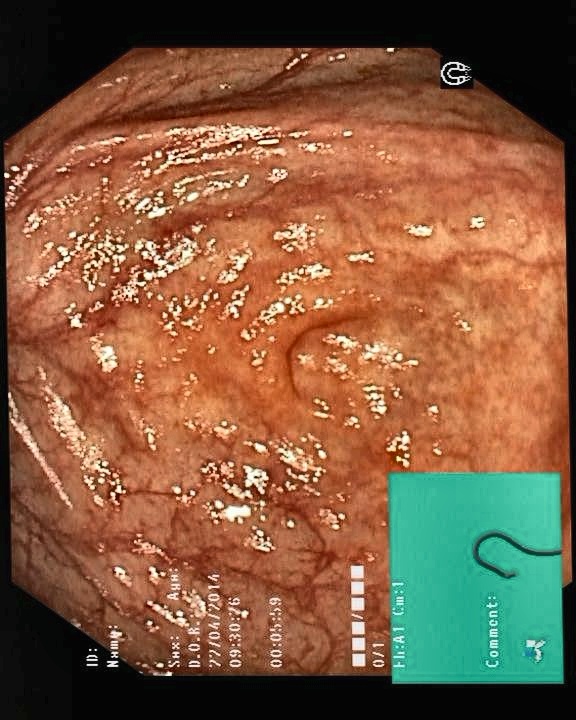 ID:
Name:
Sex: Age:
D.O.B.:
22/04/2014
09:30:26
00:05:59
0/1
Eh:A1 Cm:1
Comment: